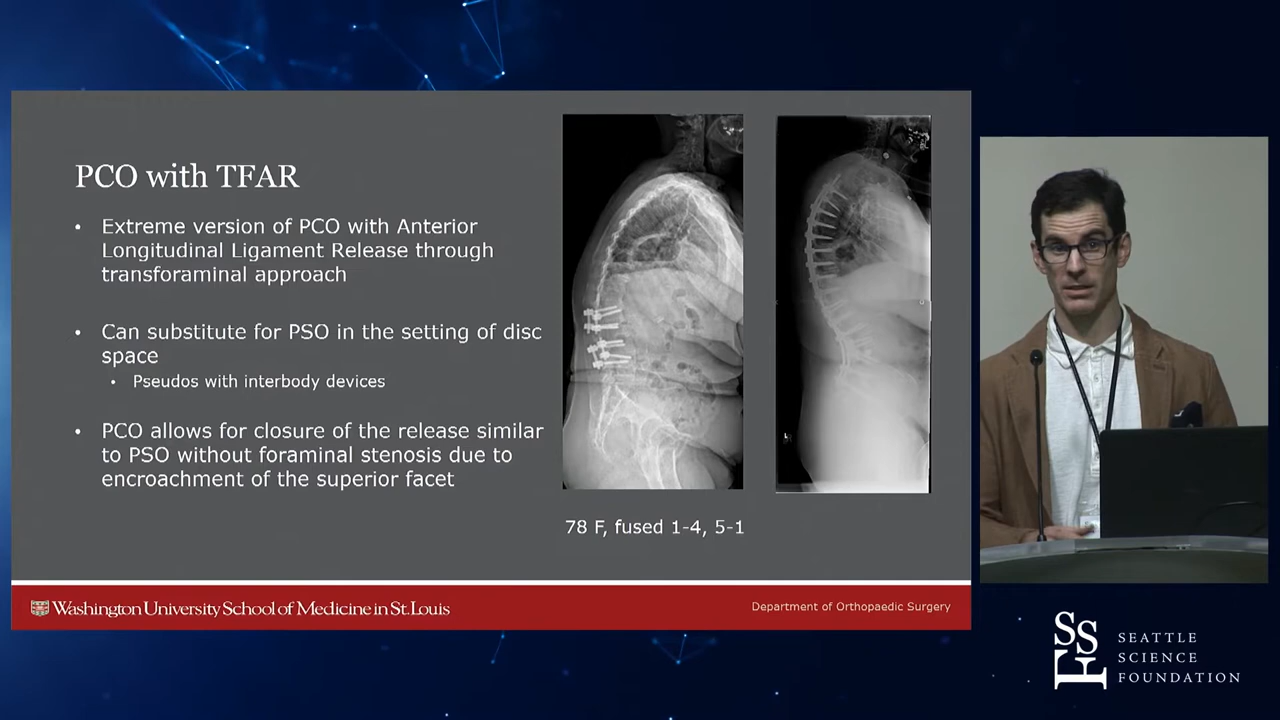 PCO with TFAR
• Extreme version of PCO with Anterior
Longitudinal Ligament Release through
transforaminal approach
• Can substitute for PSO in the setting of disc
space
• Pseudos with interbody devices
• PCO allows for closure of the release similar
to PSO without foraminal stenosis due to
encroachment of the superior facet
78 F, fused 1-4, 5-1
Washington University School of Medicine in St. Louis
Department of Orthopaedic Surgery
SSF
SEATTLE
SCIENCE
FOUNDATION